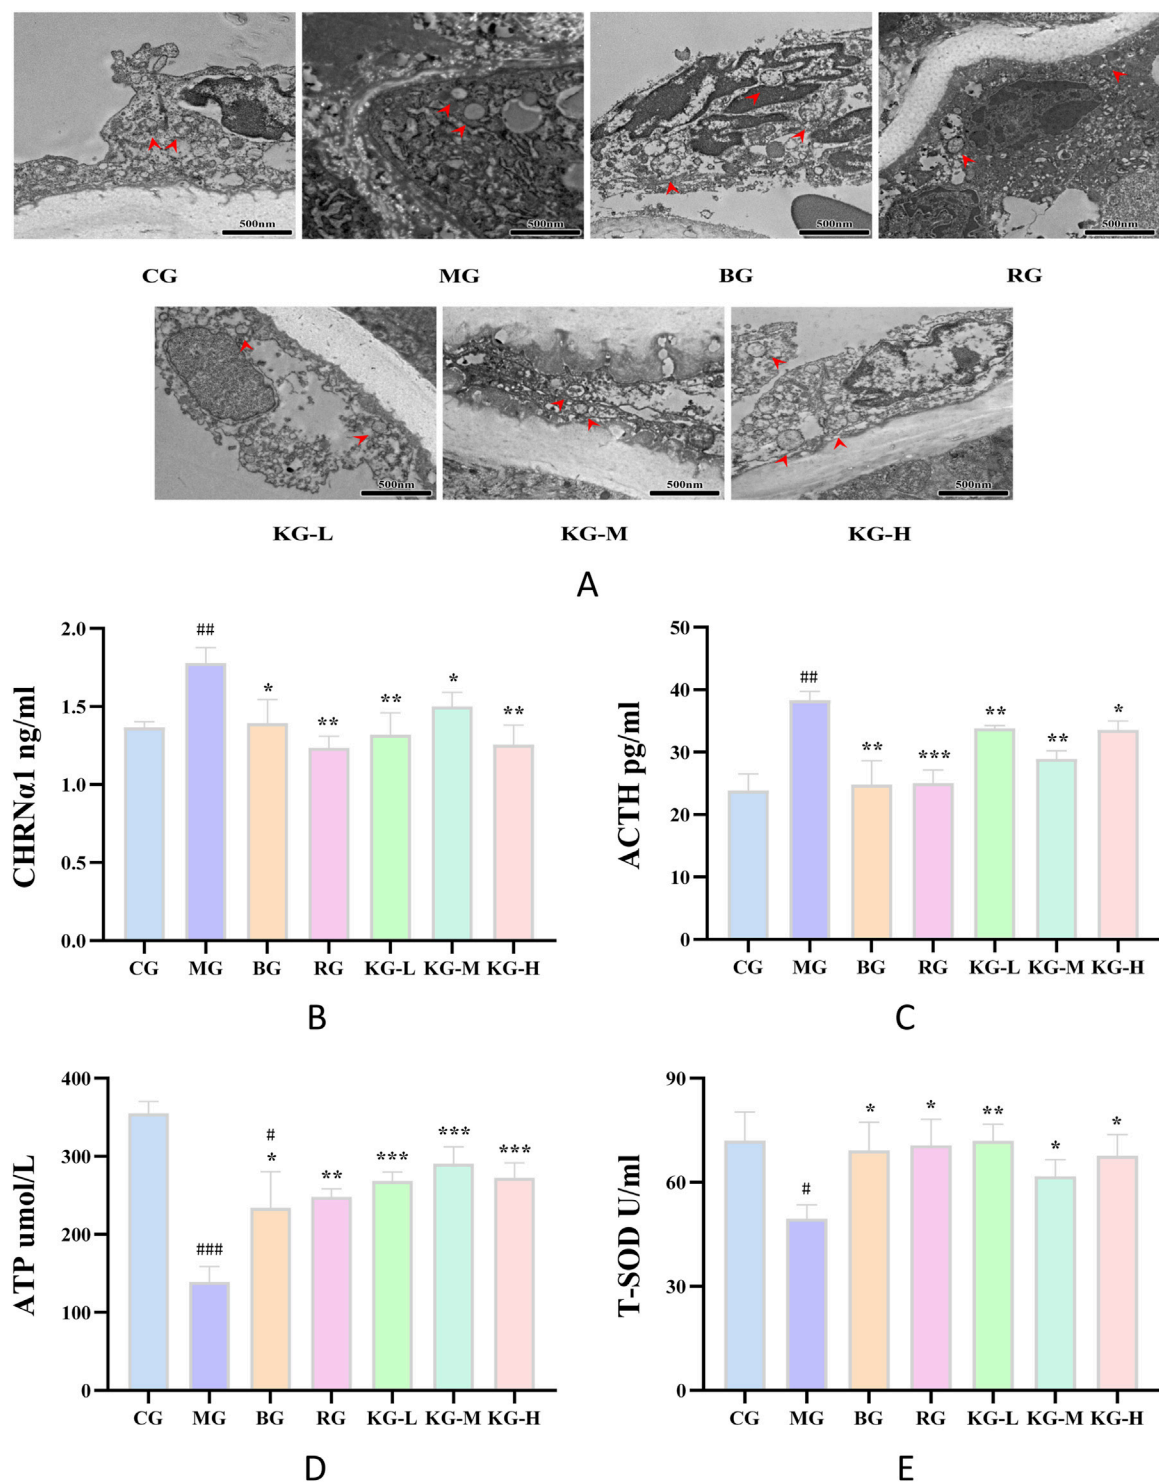 500nm 500nm 500nm 500nm
CG MG BG RG
500nm 500nm 500nm
KG-L KG-M KG-H
A
CHRNα1 ng/ml
2.0
1.5
1.0
0.5
0.0
##
*
**
**
*
**
CG MG BG RG KG-L KG-M KG-H
B
ACTH pg/ml
50
40
30
20
10
0
##
**
***
**
**
*
CG MG BG RG KG-L KG-M KG-H
C
ATP umol/L
400
300
200
100
0
###
#
*
**
***
***
***
CG MG BG RG KG-L KG-M KG-H
D
T-SOD U/ml
90
60
30
0
#
*
*
**
*
*
CG MG BG RG KG-L KG-M KG-H
E